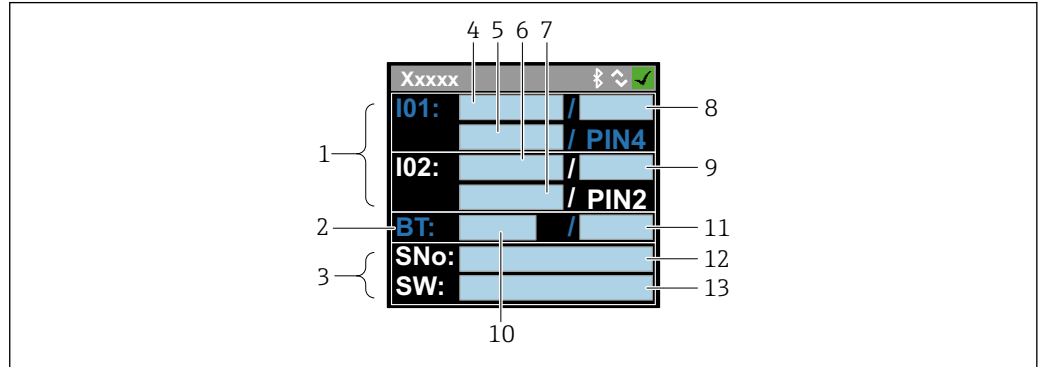 4 5 6 7
Xxxxx
I01: / 8
1 / PIN4
I02: / 9
/ PIN2
2 BT: / 11
SNo: 12
3
SW: 13
10